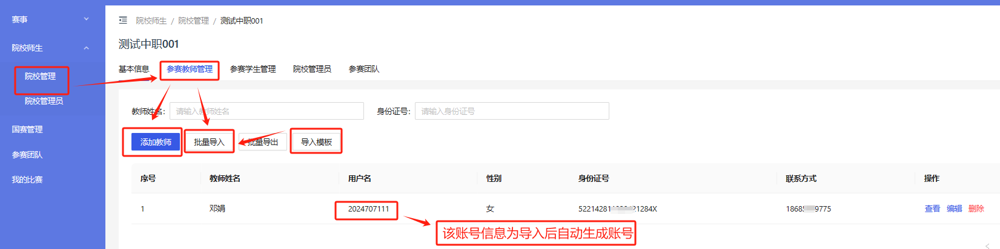 赛事
院校师生
院校管理
院校管理员
国赛管理
参赛团队
我的比赛
院校师生 / 院校管理 / 测试中职001
测试中职001
基本信息 参赛教师管理 参赛学生管理 院校管理员 参赛团队
教师姓名: 请输入教师姓名 身份证号: 请输入身份证号
添加教师 批量导入 批量导出 导入模板
序号 教师姓名 用户名 性别 身份证号 联系方式 操作
1 邓娟 2024707111 女 52214281 21284X 1868 9775 查看 编辑 删除
该账号信息为导入后自动生成账号